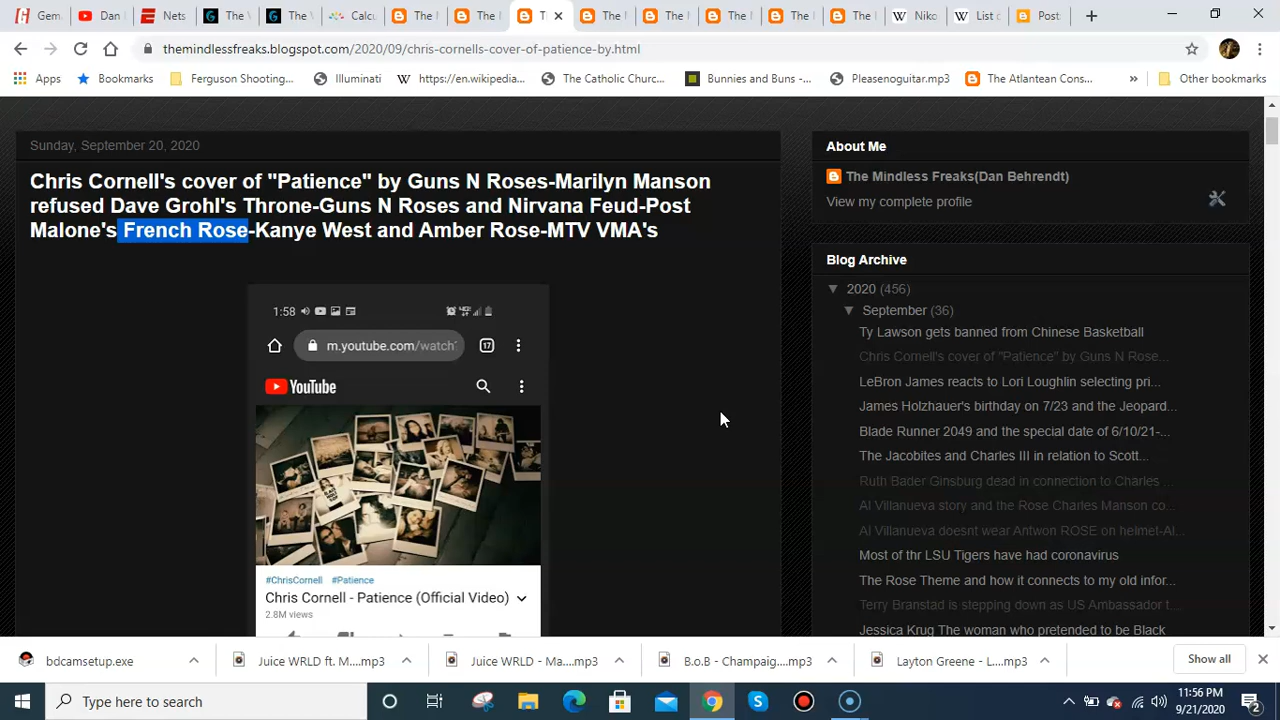 Gem
Dan
Nets
The V
The V
Calcu
The M
The M
Th
The M
The M
The M
The M
The M
Niko
List o
Post
themindlessfreaks.blogspot.com/2020/09/chris-cornells-cover-of-patience-by.html
Apps
Bookmarks
Ferguson Shooting...
Illuminati
https://en.wikipedia...
The Catholic Churc...
Bunnies and Buns -...
Pleasenoguitar.mp3
The Atlantean Cons...
»
Other bookmarks
Sunday, September 20, 2020
Chris Cornell's cover of "Patience" by Guns N Roses-Marilyn Manson
refused Dave Grohl's Throne-Guns N Roses and Nirvana Feud-Post
Malone's French Rose-Kanye West and Amber Rose-MTV VMA's
1:58
m.youtube.com/watch?
17
YouTube
#ChrisCornell #Patience
Chris Cornell - Patience (Official Video)
2.8M views
About Me
The Mindless Freaks(Dan Behrendt)
View my complete profile
Blog Archive
▼ 2020 (456)
▼ September (36)
Ty Lawson gets banned from Chinese Basketball
Chris Cornell's cover of "Patience" by Guns N Rose...
LeBron James reacts to Lori Loughlin selecting pri...
James Holzhauer's birthday on 7/23 and the Jeopard...
Blade Runner 2049 and the special date of 6/10/21-...
The Jacobites and Charles III in relation to Scott...
Ruth Bader Ginsburg dead in connection to Charles ...
Al Villanueva story and the Rose Charles Manson co...
Al Villanueva doesnt wear Antwon ROSE on helmet-Al...
Most of thr LSU Tigers have had coronavirus
The Rose Theme and how it connects to my old infor...
Terry Branstad is stepping down as US Ambassador t...
Jessica Krug The woman who pretended to be Black
bdcamsetup.exe
Juice WRLD ft. M....mp3
Juice WRLD - Ma....mp3
B.o.B - Champaig....mp3
Layton Greene - L....mp3
Show all
Type here to search
11:56 PM
9/21/2020
2